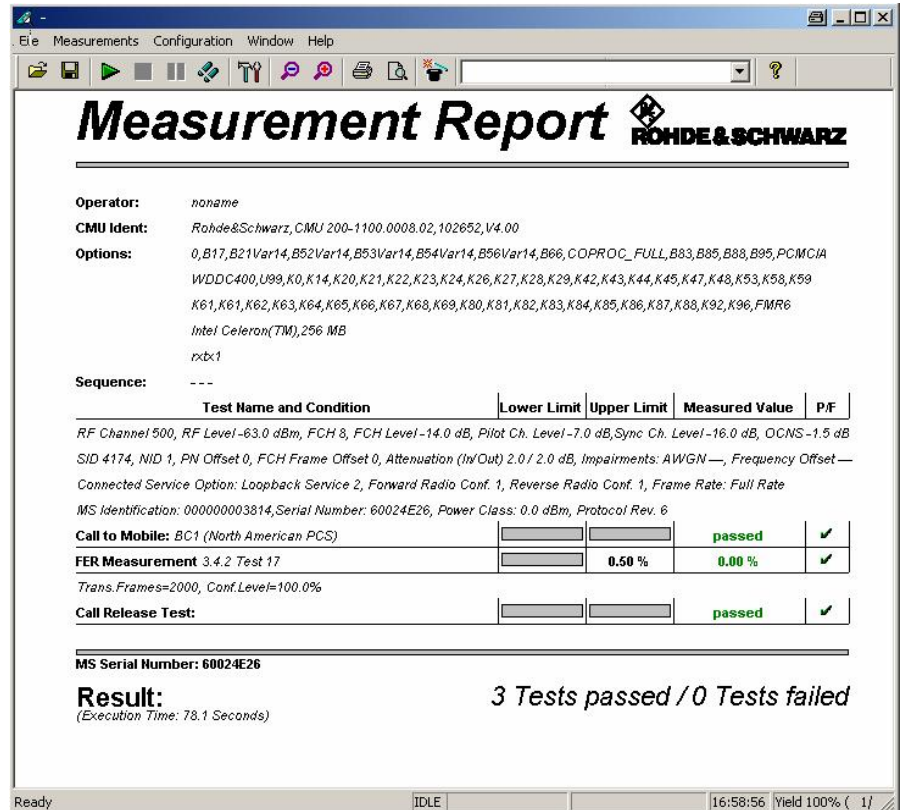 -
File Measurements Configuration Window Help
Measurement Report ROHDE & SCHWARZ
Operator: noname
CMU Ident: Rohde&Schwarz,CMU 200-1100.0008.02,102652,V4.00
Options: 0,B17,B21Var14,B52Var14,B53Var14,B54Var14,B56Var14,B66,COPROC_FULL,B83,B85,B88,B95,PCMCIA
WDDC400,U99,K0,K14,K20,K21,K22,K23,K24,K26,K27,K28,K29,K42,K43,K44,K45,K47,K48,K53,K58,K59
K61,K61,K62,K63,K64,K65,K66,K67,K68,K69,K80,K81,K82,K83,K84,K85,K86,K87,K88,K92,K96,FMR6
Intel Celeron(TM),256 MB
rxtx1
Sequence: ---
Test Name and Condition Lower Limit Upper Limit Measured Value P/F
RF Channel 500, RF Level -63.0 dBm, FCH 8, FCH Level -14.0 dB, Pilot Ch. Level -7.0 dB,Sync Ch. Level -16.0 dB, OCNS -1.5 dB
SID 4174, NID 1, PN Offset 0, FCH Frame Offset 0, Attenuation (In/Out) 2.0 / 2.0 dB, Impairments: AWGN ---, Frequency Offset ---
Connected Service Option: Loopback Service 2, Forward Radio Conf. 1, Reverse Radio Conf. 1, Frame Rate: Full Rate
MS Identification: 000000003814,Serial Number: 60024E26, Power Class: 0.0 dBm, Protocol Rev. 6
Call to Mobile: BC1 (North American PCS) passed ✔
FER Measurement 3.4.2 Test 17 0.50 % 0.00 % ✔
Trans.Frames=2000, Conf.Level=100.0%
Call Release Test: passed ✔
MS Serial Number: 60024E26
Result: 3 Tests passed / 0 Tests failed
(Execution Time: 78.1 Seconds)
Ready IDLE 16:58:56 Yield 100% ( 1/